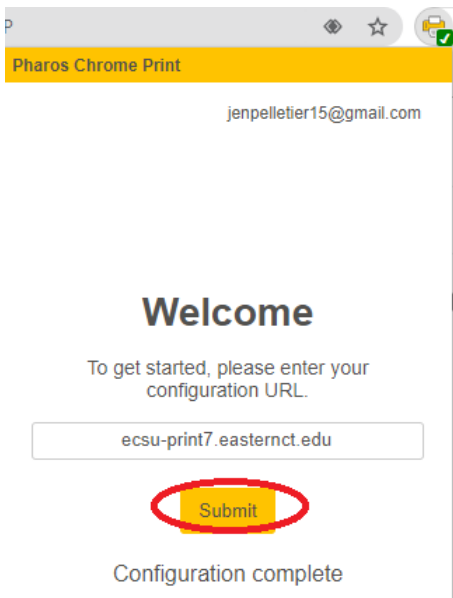 P
Pharos Chrome Print
jenpelletier15@gmail.com
Welcome
To get started, please enter your
configuration URL.
ecsu-print7.easternct.edu
Submit
Configuration complete